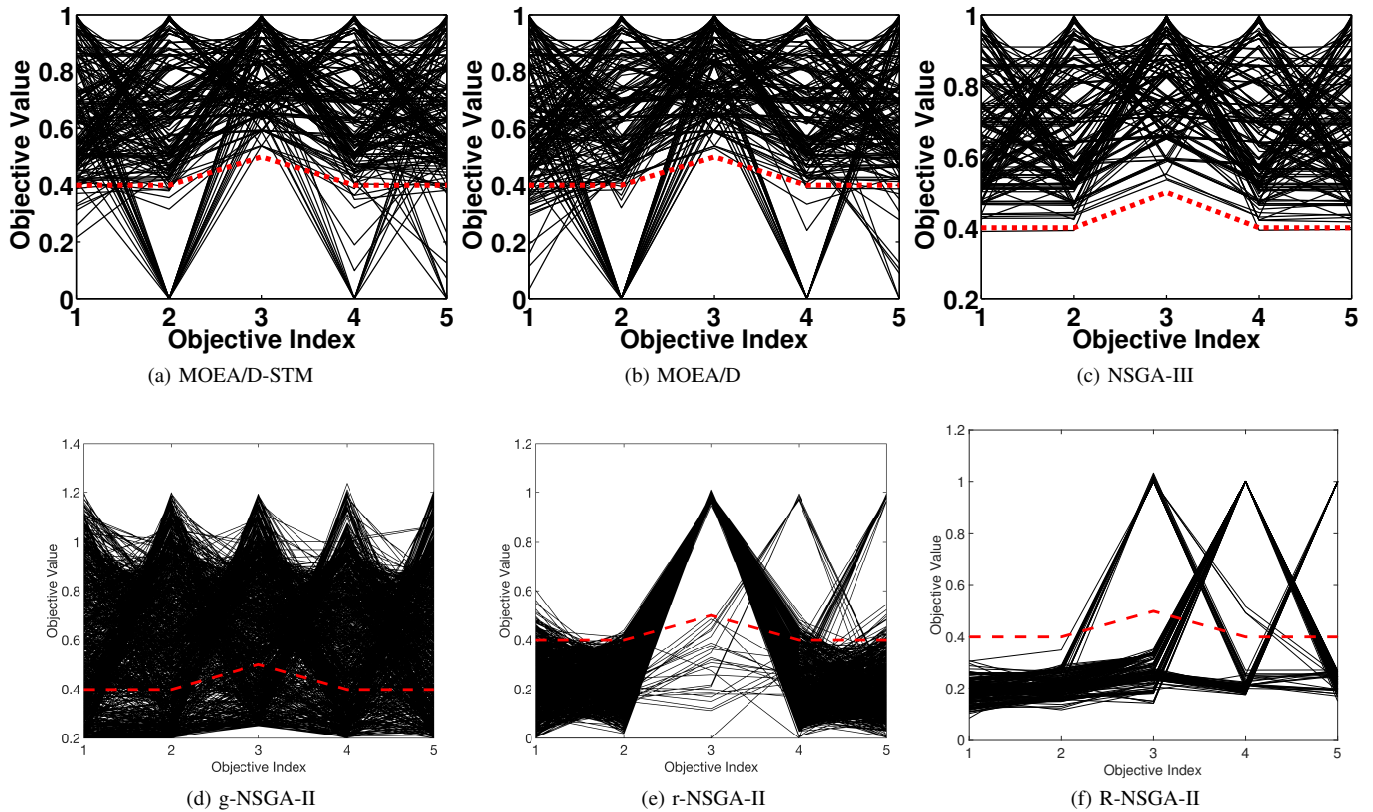 Objective Value
1
0.8
0.6
0.4
0.2
0
1 2 3 4 5
Objective Index
(a) MOEA/D-STM
Objective Value
1
0.8
0.6
0.4
0.2
0
1 2 3 4 5
Objective Index
(b) MOEA/D
Objective Value
1
0.8
0.6
0.4
0.2
1 2 3 4 5
Objective Index
(c) NSGA-III
Objective Value
1.4
1.2
1
0.8
0.6
0.4
0.2
1 2 3 4 5
Objective Index
(d) g-NSGA-II
Objective Value
1.2
1
0.8
0.6
0.4
0.2
0
1 2 3 4 5
Objective Index
(e) r-NSGA-II
Objective Value
1.2
1
0.8
0.6
0.4
0.2
0
1 2 3 4 5
Objective Index
(f) R-NSGA-II